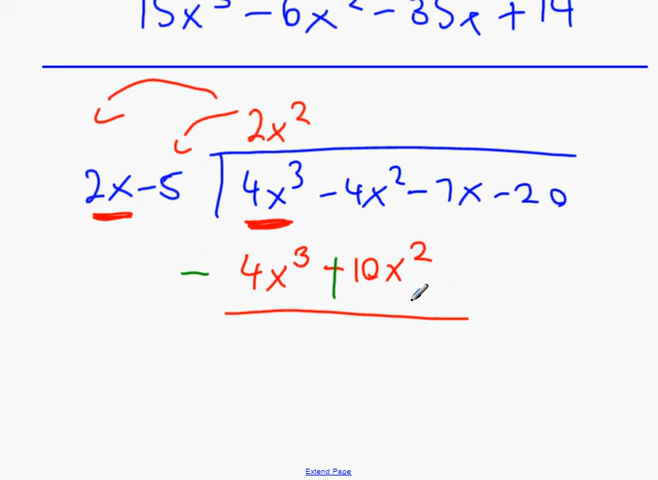 15x³ - 6x² - 35x + 14
2x²
2x - 5 4x³ - 4x² - 7x - 20
- 4x³ + 10x²
Extend Page